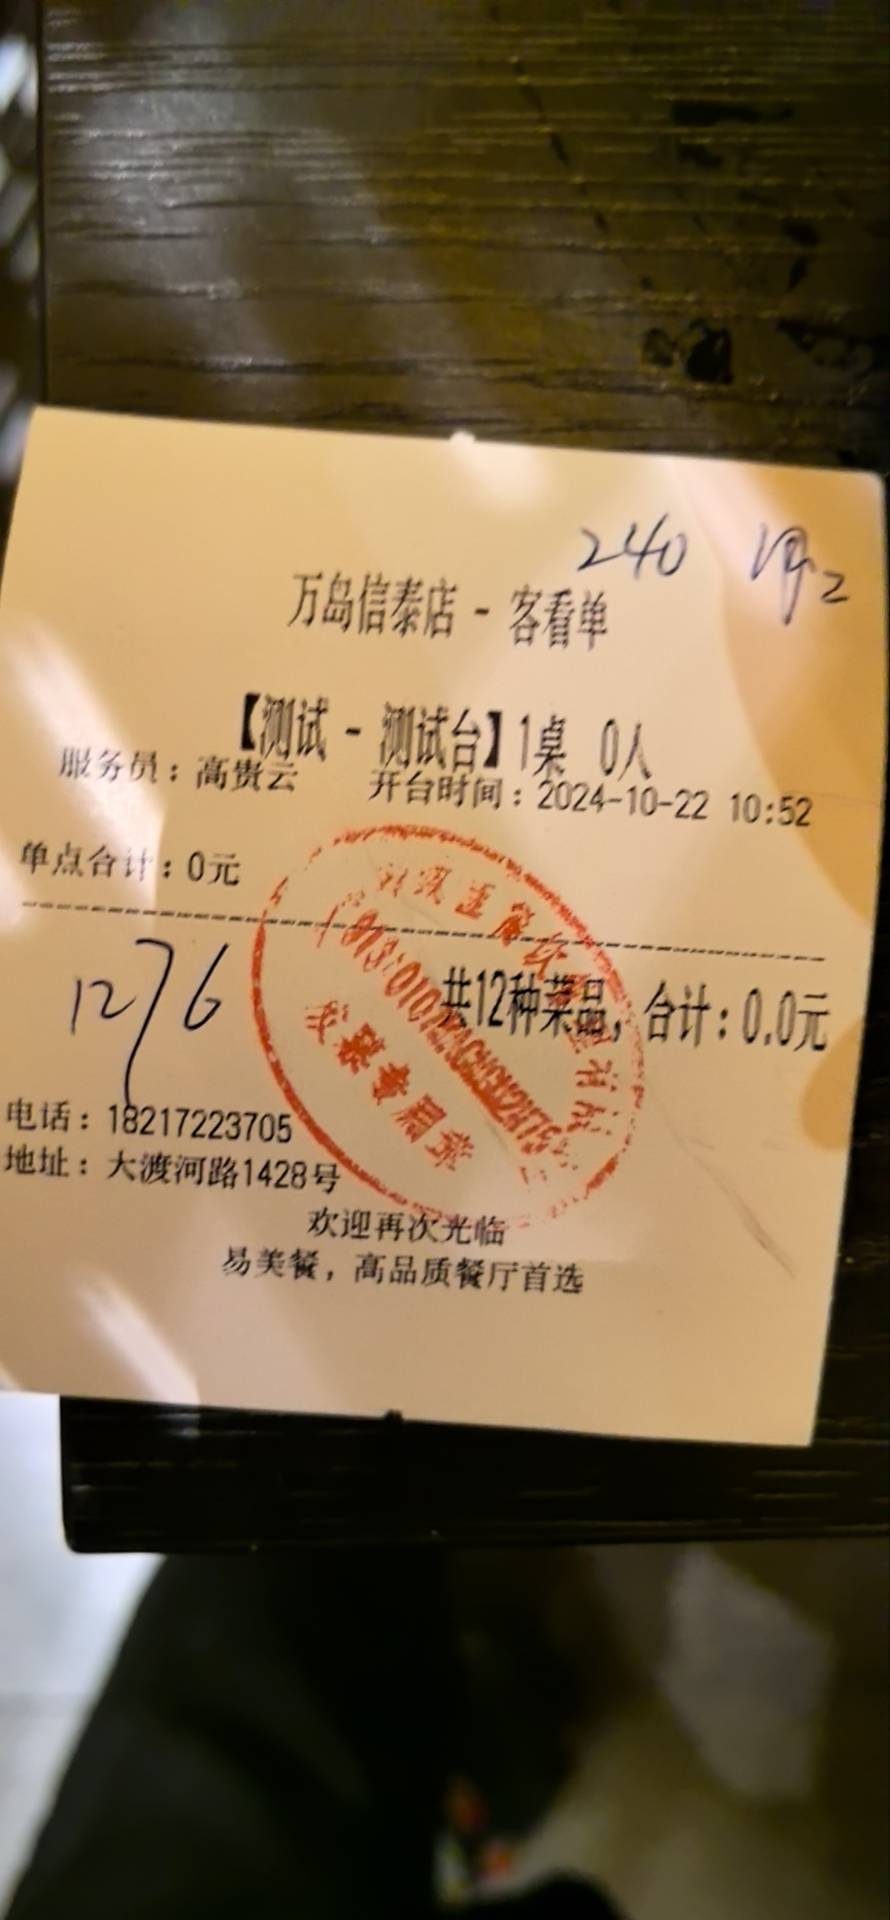 240
万岛信泰店 - 客看单
【测试 - 测试台】1桌 0人
服务员：高贵云 开台时间：2024-10-22 10:52
单点合计：0元
1276
共12种菜品，合计：0.0元
电话：18217223705
地址：大渡河路1428号
欢迎再次光临
易美餐，高品质餐厅首选